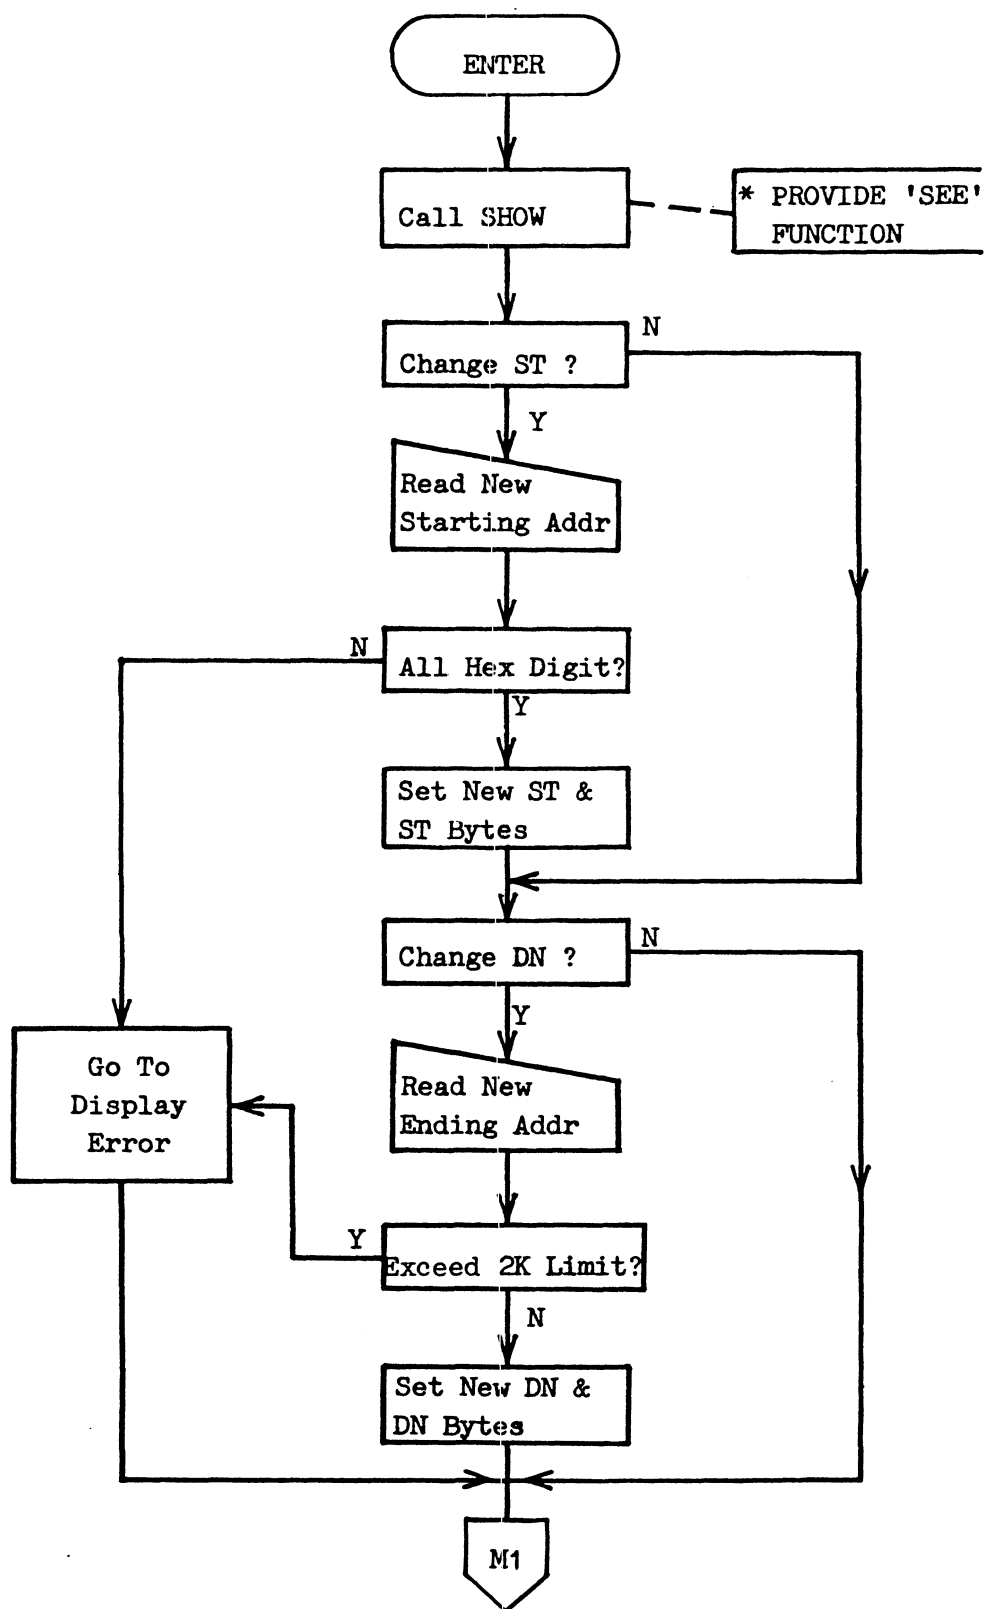 ENTER
Call SHOW
* PROVIDE 'SEE'
FUNCTION
Change ST ?
N
Y
Read New
Starting Addr
All Hex Digit?
N
Y
Set New ST &
ST Bytes
Change DN ?
N
Y
Read New
Ending Addr
Go To
Display
Error
Exceed 2K Limit?
Y
N
Set New DN &
DN Bytes
M1